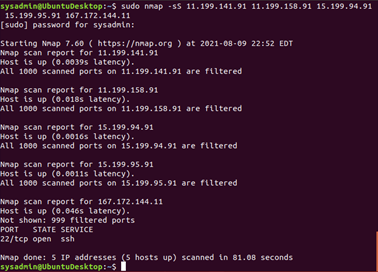 sysadmin@UbuntuDesktop:~$ sudo nmap -sS 11.199.141.91 11.199.158.91 15.199.94.91
15.199.95.91 167.172.144.11
[sudo] password for sysadmin:
Starting Nmap 7.60 ( https://nmap.org ) at 2021-08-09 22:52 EDT
Nmap scan report for 11.199.141.91
Host is up (0.0039s latency).
All 1000 scanned ports on 11.199.141.91 are filtered
Nmap scan report for 11.199.158.91
Host is up (0.018s latency).
All 1000 scanned ports on 11.199.158.91 are filtered
Nmap scan report for 15.199.94.91
Host is up (0.0016s latency).
All 1000 scanned ports on 15.199.94.91 are filtered
Nmap scan report for 15.199.95.91
Host is up (0.0011s latency).
All 1000 scanned ports on 15.199.95.91 are filtered
Nmap scan report for 167.172.144.11
Host is up (0.046s latency).
Not shown: 999 filtered ports
PORT STATE SERVICE
22/tcp open ssh
Nmap done: 5 IP addresses (5 hosts up) scanned in 81.08 seconds
sysadmin@UbuntuDesktop:~$